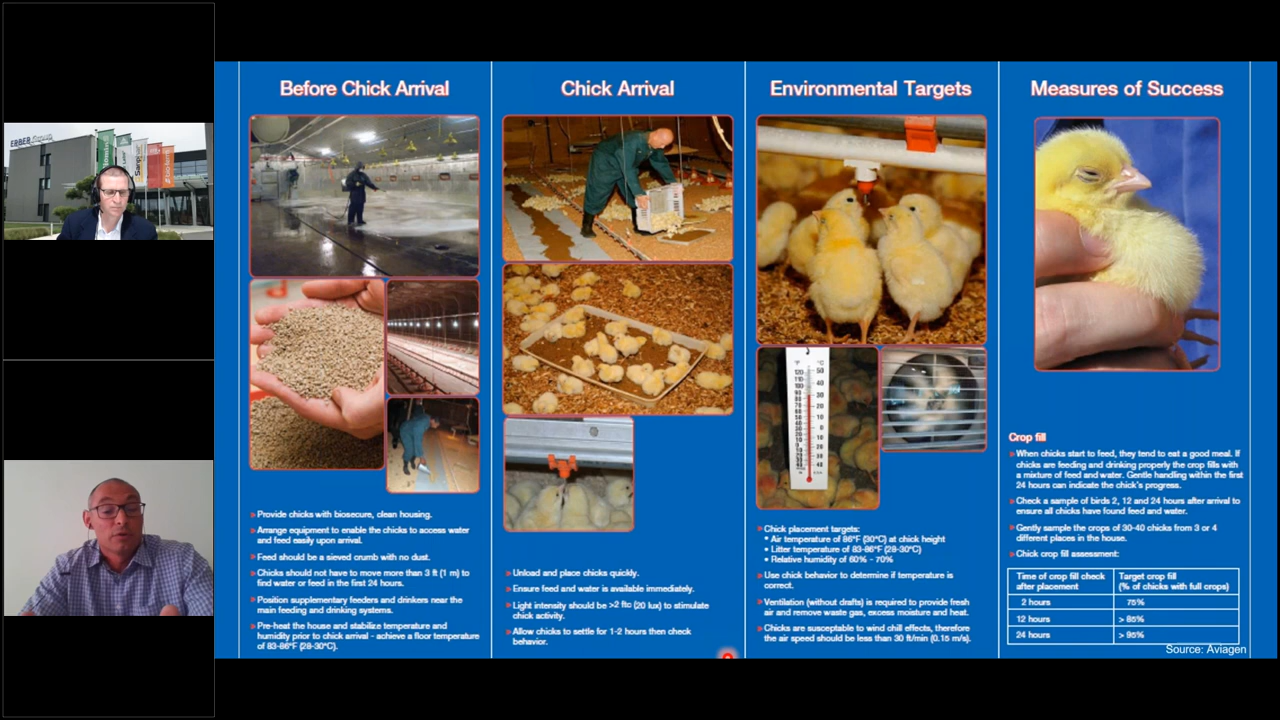 ERBER Group
Before Chick Arrival
Provide chicks with biosecure, clean housing.
Arrange equipment to enable the chicks to access water
and feed easily upon arrival.
Feed should be a sieved crumb with no dust.
Chicks should not have to move more than 3 ft (1 m) to
find water or feed in the first 24 hours.
Position supplementary feeders and drinkers near the
main feeding and drinking systems.
Pre-heat the house and stabilize temperature and
humidity prior to chick arrival - achieve a floor temperature
of 83-86°F (28-30°C).
Chick Arrival
Unload and place chicks quickly.
Ensure feed and water is available immediately.
Light intensity should be >2 ftc (20 lux) to stimulate
chick activity.
Allow chicks to settle for 1-2 hours then check
behavior.
Environmental Targets
Chick placement targets:
• Air temperature of 86°F (30°C) at chick height
• Litter temperature of 83-86°F (28-30°C)
• Relative humidity of 60% - 70%
Use chick behavior to determine if temperature is
correct.
Ventilation (without drafts) is required to provide fresh
air and remove waste gas, excess moisture and heat.
Chicks are susceptable to wind chill effects, therefore
the air speed should be less than 30 ft/min (0.15 m/s).
Measures of Success
Crop fill
When chicks start to feed, they tend to eat a good meal. If
chicks are feeding and drinking properly the crop fills with
a mixture of feed and water. Gentle handling within the first
24 hours can indicate the chick's progress.
Check a sample of birds 2, 12 and 24 hours after arrival to
ensure all chicks have found feed and water.
Gently sample the crops of 30-40 chicks from 3 or 4
different places in the house.
Chick crop fill assessment:
Time of crop fill check after placement Target crop fill (% of chicks with full crops)
2 hours 75%
12 hours > 85%
24 hours > 95%
Source: Aviagen